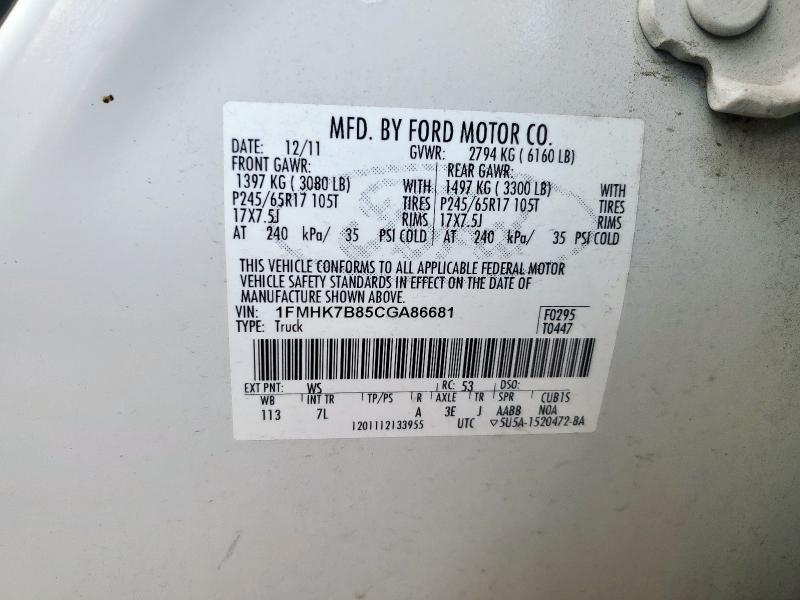 MFD. BY FORD MOTOR CO.
DATE: 12/11 GVWR: 2794 KG ( 6160 LB)
FRONT GAWR: REAR GAWR:
1397 KG ( 3080 LB) WITH 1497 KG ( 3300 LB) WITH
P245/65R17 105T TIRES P245/65R17 105T TIRES
17X7.5J RIMS 17X7.5J RIMS
AT 240 kPa/ 35 PSI COLD AT 240 kPa/ 35 PSI COLD
THIS VEHICLE CONFORMS TO ALL APPLICABLE FEDERAL MOTOR
VEHICLE SAFETY STANDARDS IN EFFECT ON THE DATE OF
MANUFACTURE SHOWN ABOVE.
VIN: 1FMHK7B85CGA86681 F0295
TYPE: Truck T0447
EXT PNT: WS RC: 53 DSO:
WB INT TR TP/PS R AXLE TR SPR CUB1S
113 7L A 3E J AABB N0A
1201112133955 UTC ▽5U5A-1520472-BA